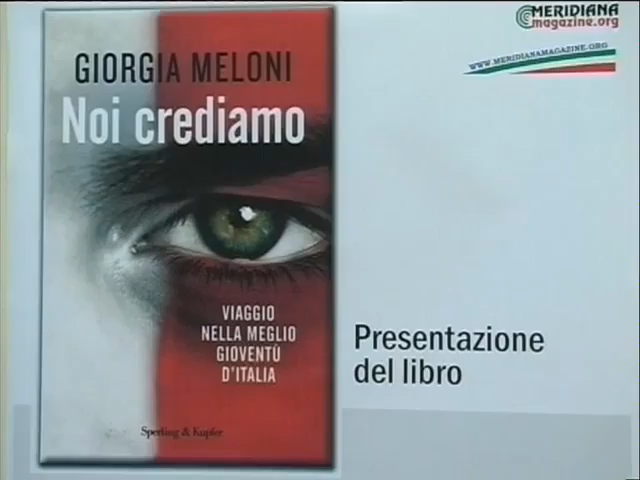 MERIDIANA
magazine.org
WWW.MERIDIANAMAGAZINE.ORG
GIORGIA MELONI
Noi crediamo
VIAGGIO
NELLA MEGLIO
GIOVENTÙ
D'ITALIA
Sperling & Kupfer
Presentazione
del libro